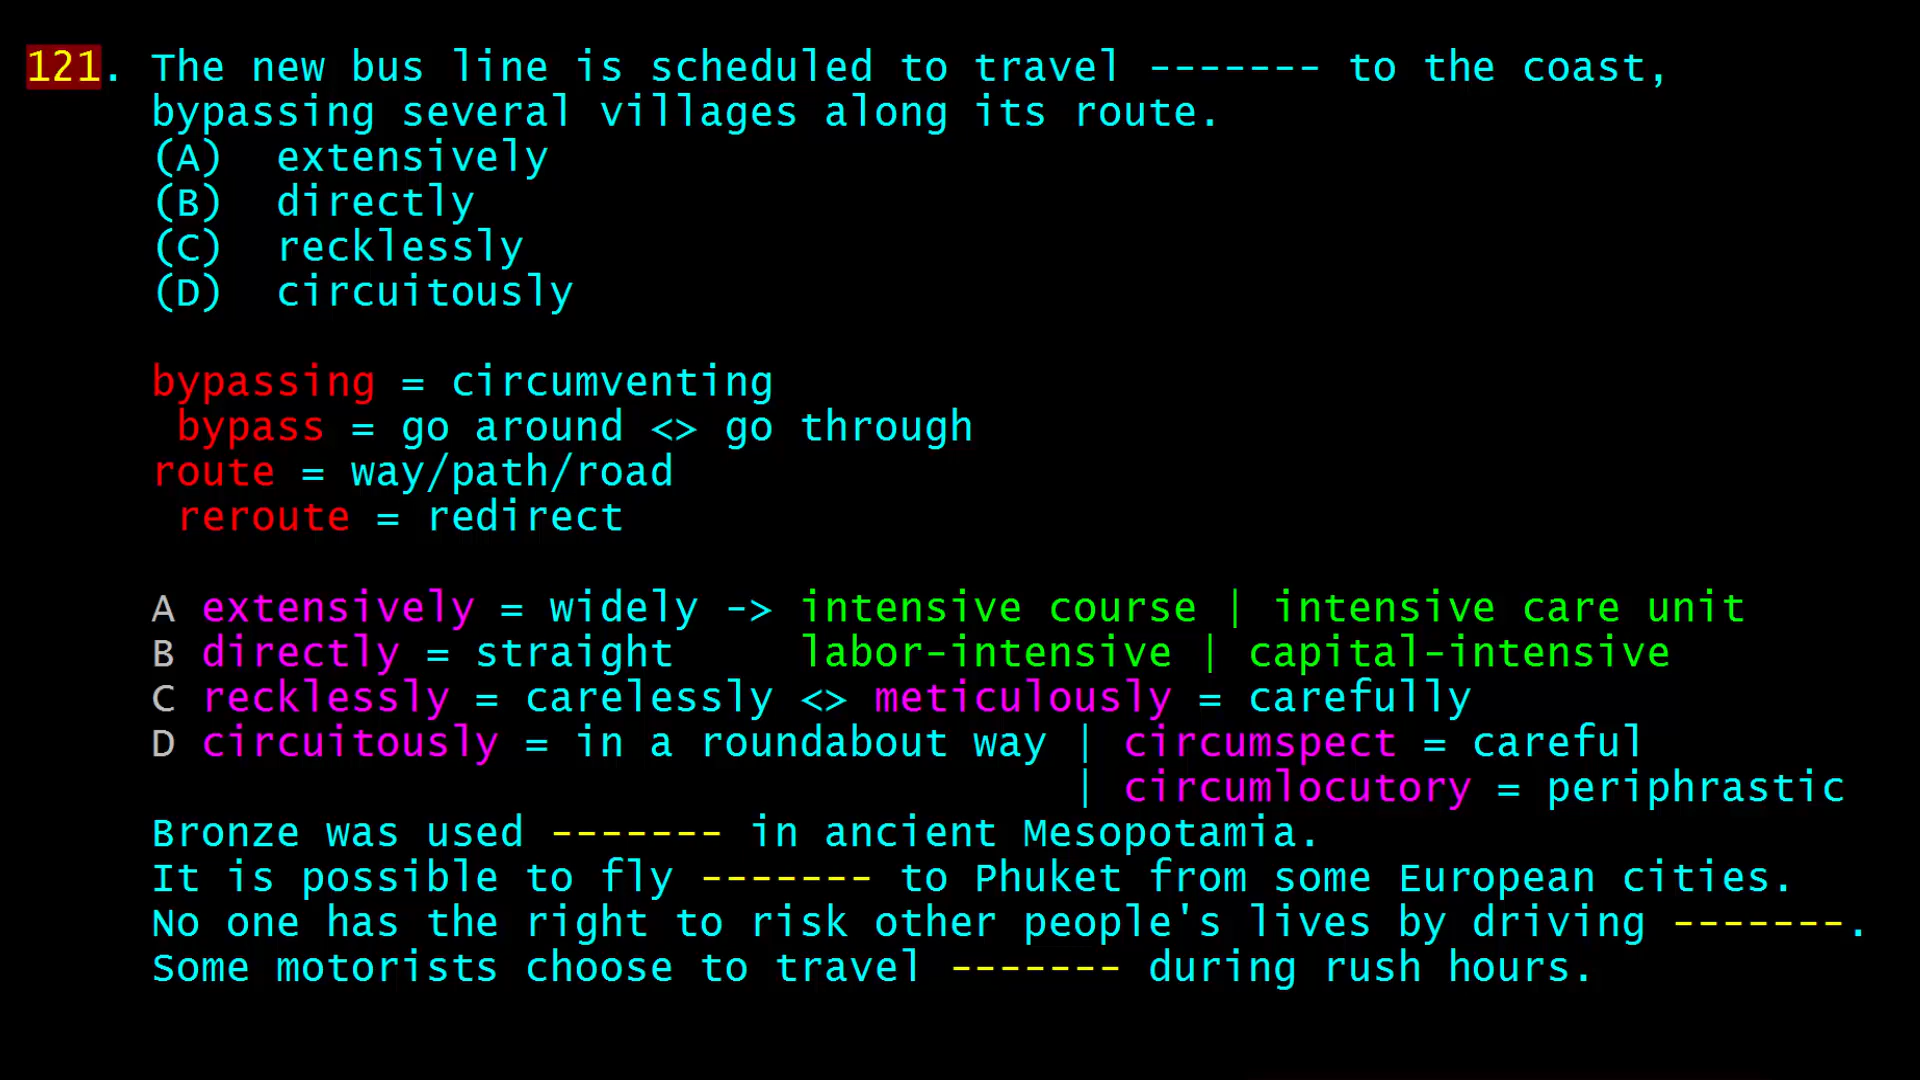 121. The new bus line is scheduled to travel ------- to the coast,
bypassing several villages along its route.
(A) extensively
(B) directly
(C) recklessly
(D) circuitously
bypassing = circumventing
bypass = go around <> go through
route = way/path/road
reroute = redirect
A extensively = widely -> intensive course | intensive care unit
B directly = straight labor-intensive | capital-intensive
C recklessly = carelessly <> meticulously = carefully
D circuitously = in a roundabout way | circumspect = careful
| circumlocutory = periphrastic
Bronze was used ------- in ancient Mesopotamia.
It is possible to fly ------- to Phuket from some European cities.
No one has the right to risk other people's lives by driving -------.
Some motorists choose to travel ------- during rush hours.